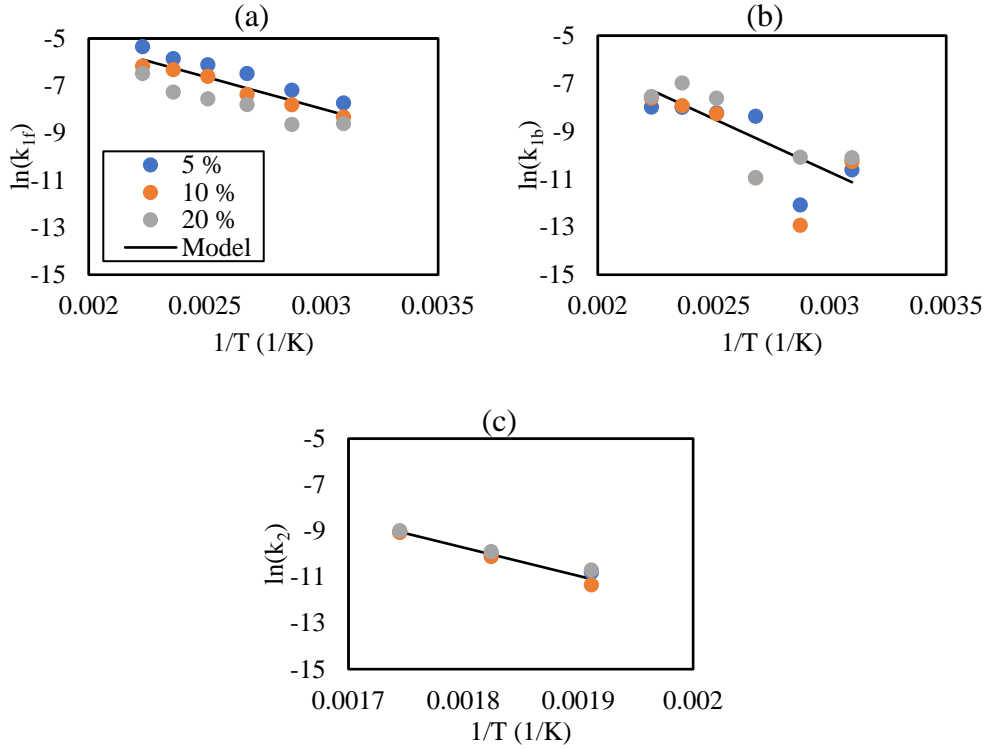 (a)
-5
-7
-9
-11
-13
-15
ln(k1f)
5 %
10 %
20 %
Model
0.002 0.0025 0.003 0.0035
1/T (1/K)
(b)
-5
-7
-9
-11
-13
-15
ln(k1b)
0.002 0.0025 0.003 0.0035
1/T (1/K)
(c)
-5
-7
-9
-11
-13
-15
ln(k2)
0.0017 0.0018 0.0019 0.002
1/T (1/K)